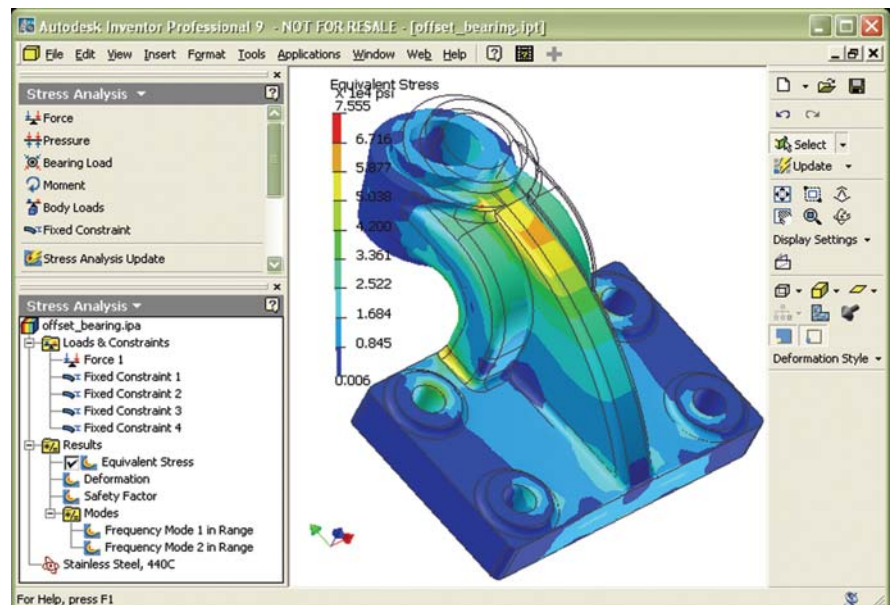 Autodesk Inventor Professional 9 - NOT FOR RESALE - [offset_bearing.ipt]
File Edit View Insert Format Tools Applications Window Web Help
Stress Analysis
Force
Pressure
Bearing Load
Moment
Body Loads
Fixed Constraint
Stress Analysis Update
Stress Analysis
offset_bearing.ipa
Loads & Constraints
Force 1
Fixed Constraint 1
Fixed Constraint 2
Fixed Constraint 3
Fixed Constraint 4
Results
Equivalent Stress
Deformation
Safety Factor
Modes
Frequency Mode 1 in Range
Frequency Mode 2 in Range
Stainless Steel, 440C
Equivalent Stress
X 1e4 psi
7.555
6.716
5.877
5.038
4.200
3.361
2.522
1.684
0.845
0.006
Select
Update
Display Settings
Deformation Style
For Help, press F1